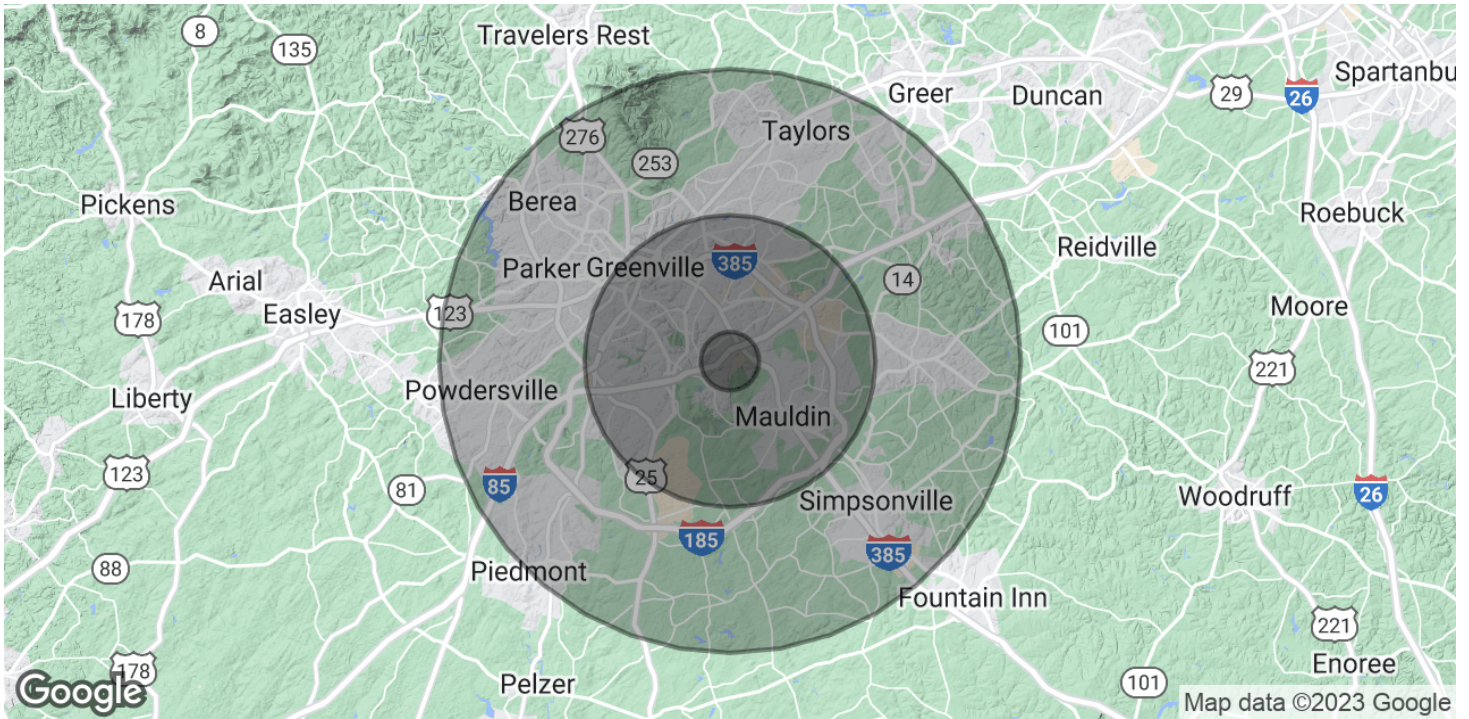 8
135
Travelers Rest
Spartanbu
29
26
Greer
Duncan
276
Taylors
253
Pickens
Berea
Roebuck
Reidville
Parker
Greenville
385
Arial
14
123
Easley
Moore
178
101
221
Powdersville
Liberty
Mauldin
123
85
81
25
Simpsonville
Woodruff
26
185
385
88
Piedmont
Fountain Inn
221
178
Pelzer
Enoree
101
Google
Map data ©2023 Google